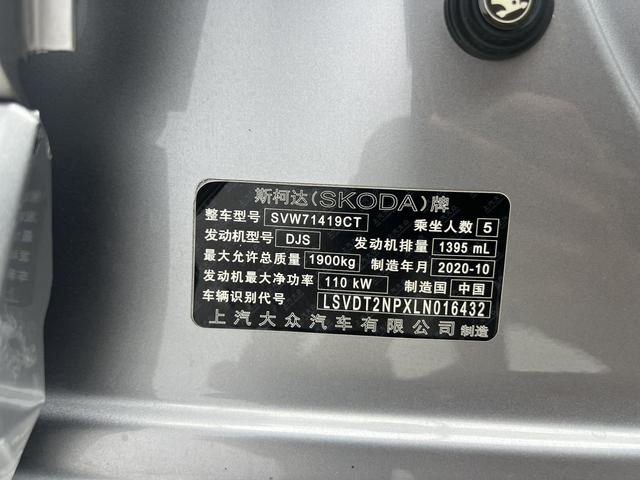 斯柯达(SKODA)牌
整车型号 SVW71419CT 乘坐人数 5
发动机型号 DJS 发动机排量 1395 mL
最大允许总质量 1900kg 制造年月 2020-10
发动机最大净功率 110 kW 制造国 中国
车辆识别代号 LSVDT2NPXLN016432
上汽大众汽车有限公司 制造